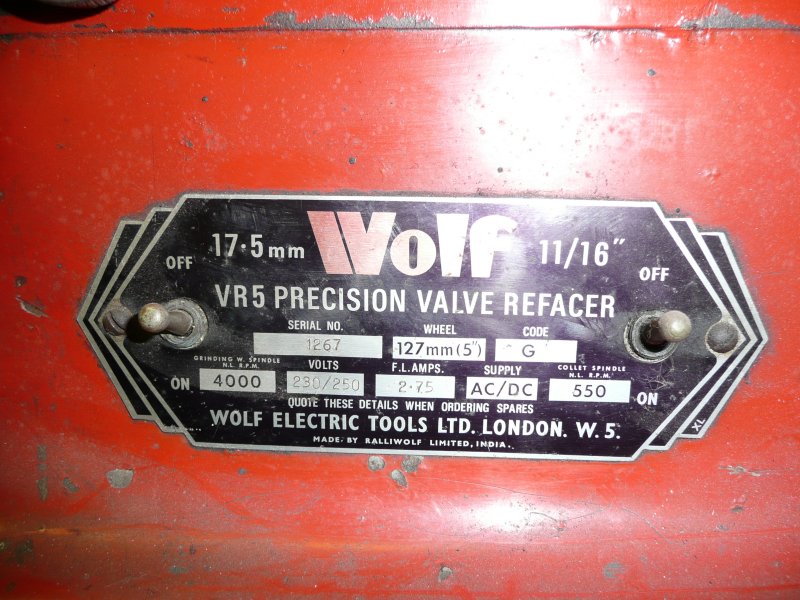 17·5mm Wolf 11/16"
OFF OFF
VR5 PRECISION VALVE REFACER
SERIAL NO. WHEEL CODE
1267 127mm(5") G
GRINDING W. SPINDLE N.L. R.P.M. VOLTS F.L.AMPS. SUPPLY COLLET SPINDLE N.L. R.P.M.
ON 4000 230/250 2·75 AC/DC 550 ON
QUOTE THESE DETAILS WHEN ORDERING SPARES
WOLF ELECTRIC TOOLS LTD. LONDON. W.5.
MADE BY RALLIWOLF LIMITED, INDIA.
XL